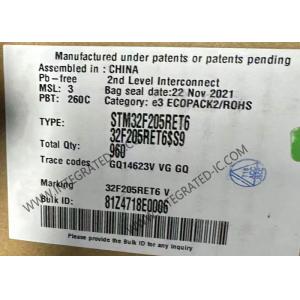 Manufactured under patents or patents pending
Assembled in : CHINA
Pb-free 2nd Level Interconnect
MSL: 3 Bag seal date:22 Nov 2021
PBT: 260C Category: e3 ECOPACK2/ROHS
TYPE: STM32F205RET6
32F205RET6$S9
Total Qty: 960
Trace codes GQ14623V VG GQ
Marking 32F205RET6 V
Bulk ID: 81Z4718E0006
Please provide the Bulk ID for any inquiry